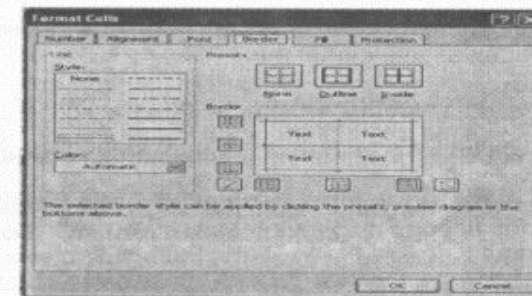 Format Cells
Number Alignment Font Border Fill Protection
Line
Presets
Style:
None
None Outline Inside
Border
Text Text
Text Text
Color:
Automatic
The selected border style can be applied by clicking the presets, preview diagram or the
buttons above.
OK Cancel